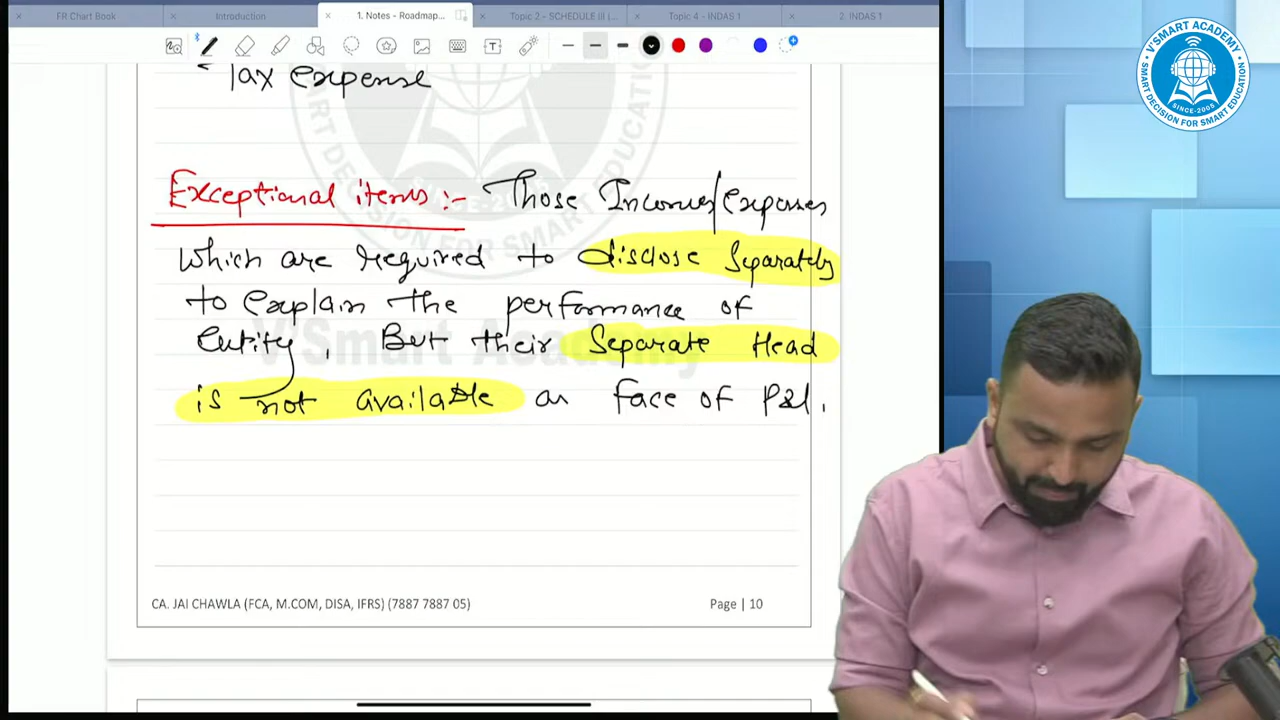 FR Chart Book
Introduction
1. Notes - Roadmap...
Topic 2 - SCHEDULE III (...
Topic 4 - INDAS 1
2. INDAS 1
V'SMART ACADEMY
SMART DECISION FOR SMART EDUCATION
SINCE-2005
Tax expense
Exceptional items :- Those Incomes/Expenses
which are required to disclose Separately
to explain the performance of
Entity. But their Separate Head
is not available on face of P&L.
V'Smart Academy
CA. JAI CHAWLA (FCA, M.COM, DISA, IFRS) (7887 7887 05)
Page | 10